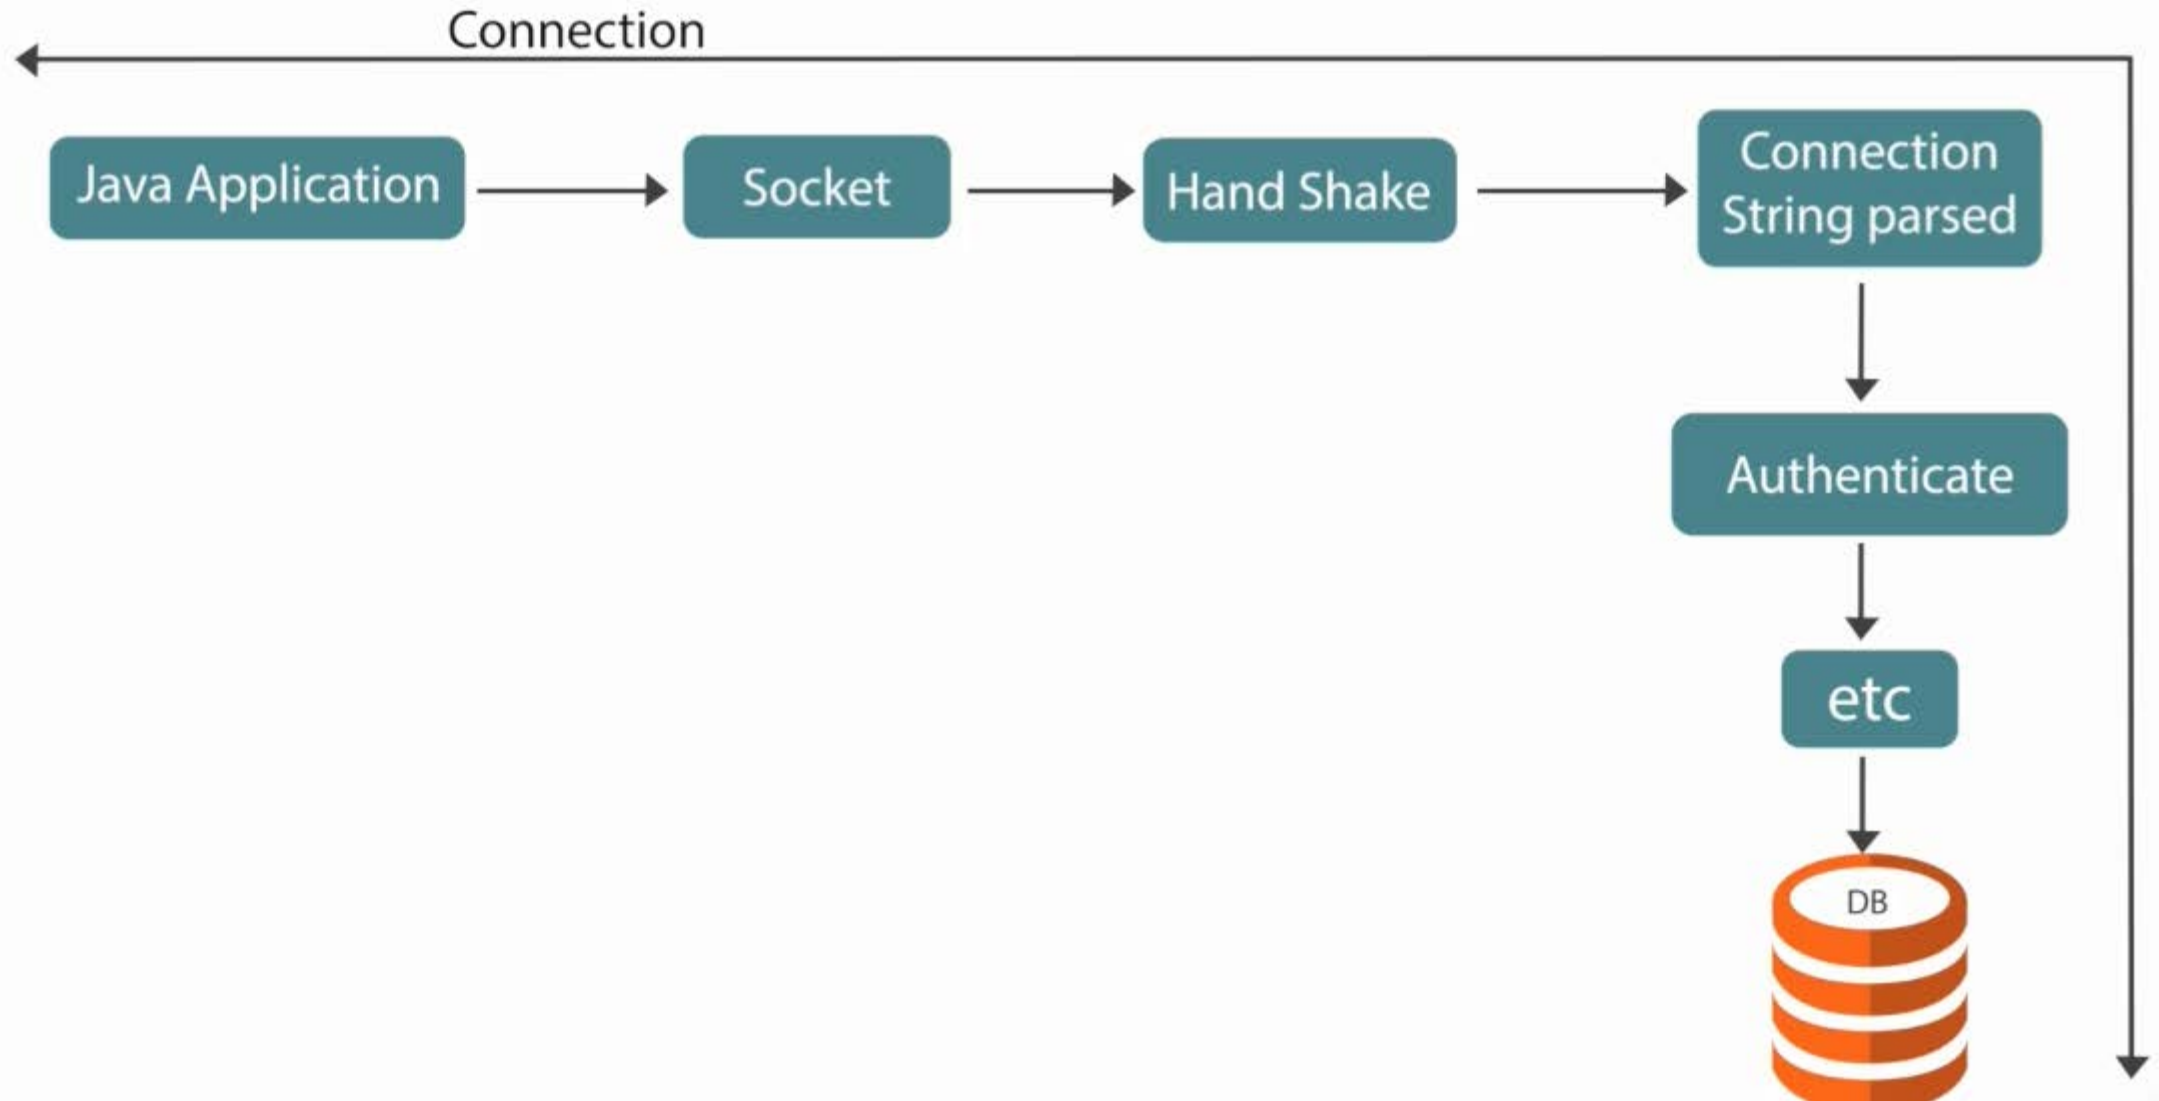 Connection
Java Application
Socket
Hand Shake
Connection
String parsed
Authenticate
etc
DB